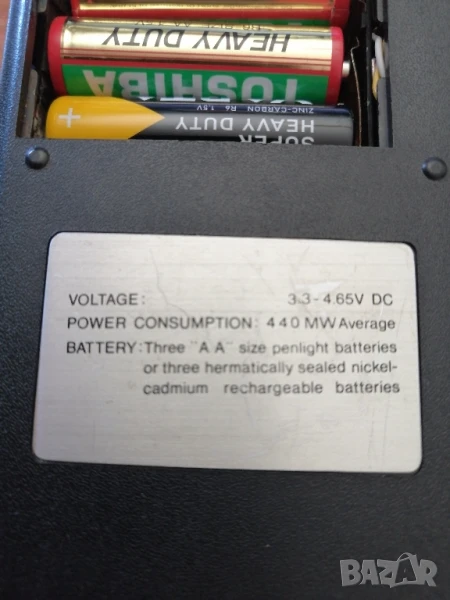 HEAVY DUTY
TOSHIBA
ZINC-CARBON R6 1.5V
HEAVY DUTY
SUPER
VOLTAGE: 3.3-4.65V DC
POWER CONSUMPTION: 440 MW Average
BATTERY: Three "AA" size penlight batteries
or three hermatically sealed nickel-
cadmium rechargeable batteries
BAZAR